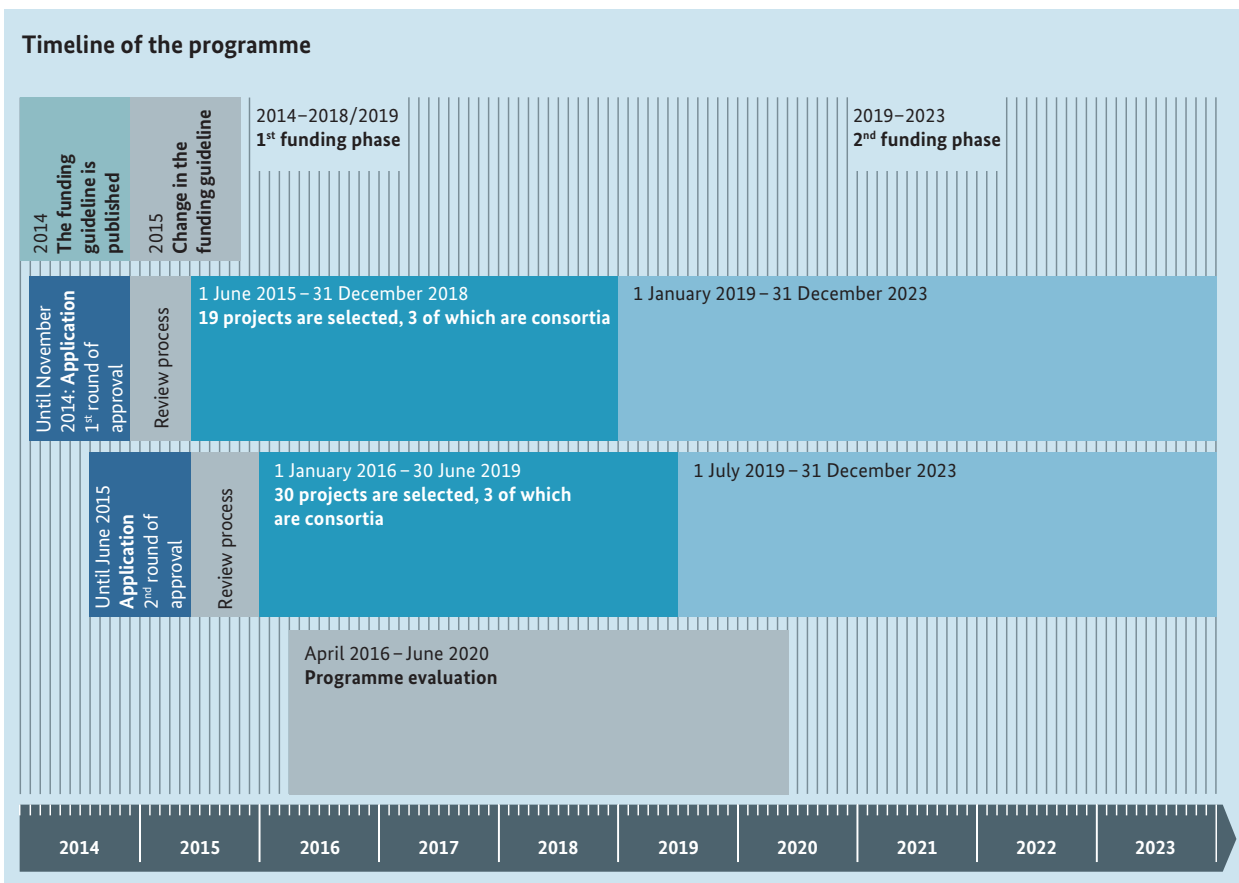 Timeline of the programme
2014
The funding
guideline is
published
2015
Change in the
funding guideline
2014–2018/2019
1st funding phase
2019–2023
2nd funding phase
Until November
2014: Application
1st round of
approval
Review process
1 June 2015 – 31 December 2018
19 projects are selected, 3 of which are consortia
1 January 2019 – 31 December 2023
Until June 2015
Application
2nd round of
approval
Review process
1 January 2016 – 30 June 2019
30 projects are selected, 3 of which
are consortia
1 July 2019 – 31 December 2023
April 2016 – June 2020
Programme evaluation
2014 2015 2016 2017 2018 2019 2020 2021 2022 2023